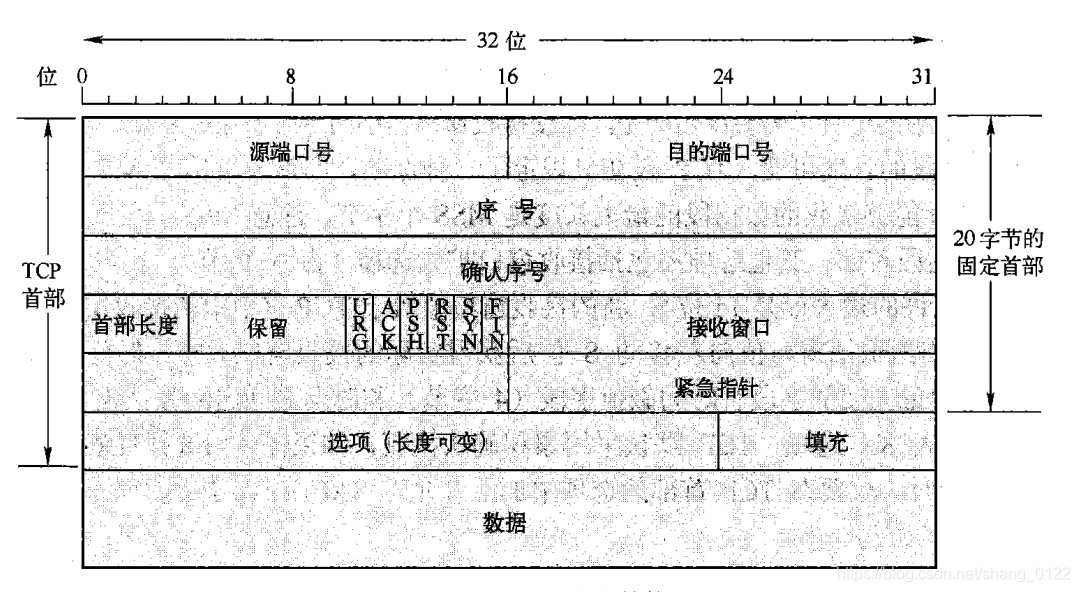 32 位
位 0 8 16 24 31
源端口号 目的端口号
序 号
确认序号
TCP
首部
20 字节的
固定首部
首部长度 保留 URG ACK PSH RST SYN FIN 接收窗口
紧急指针
选项（长度可变） 填充
数据
https://blog.csdn.net/shang_0122